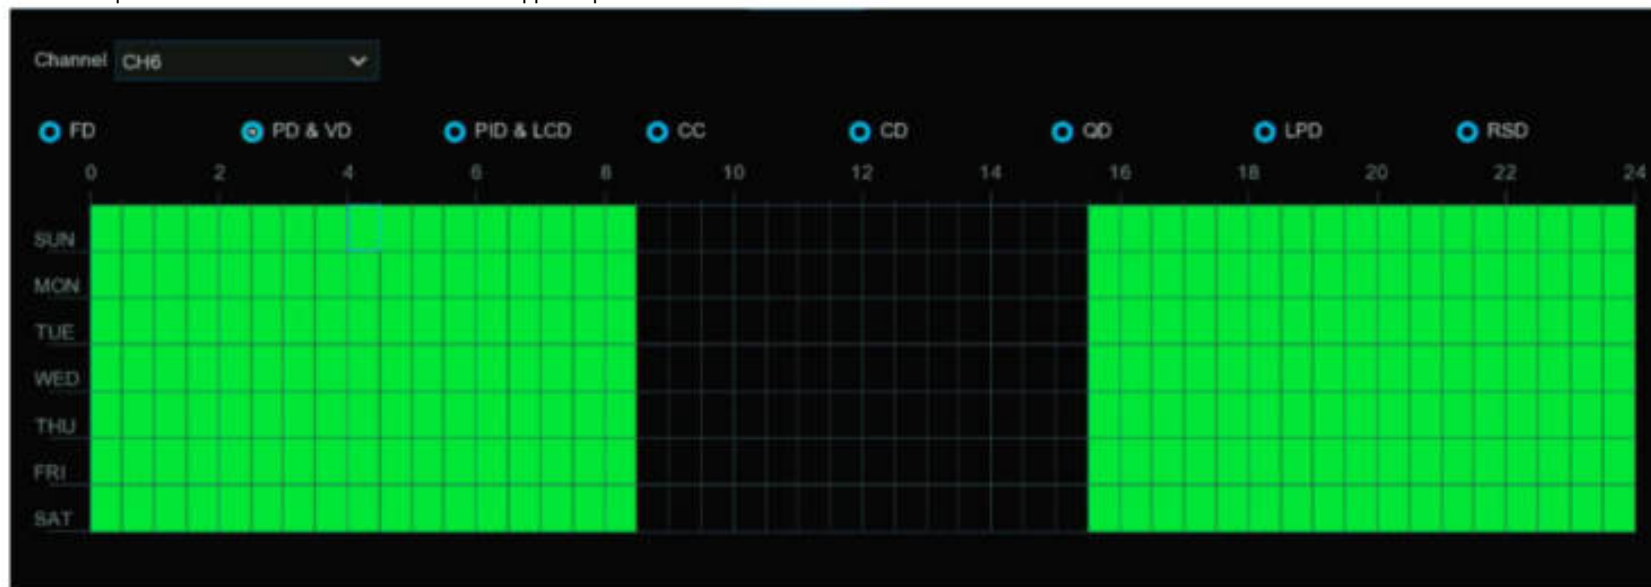 Channel CH6
FD PD & VD PID & LCD CC CD QD LPD RSD
0 2 4 6 8 10 12 14 16 18 20 22 24
SUN
MON
TUE
WED
THU
FRI
SAT